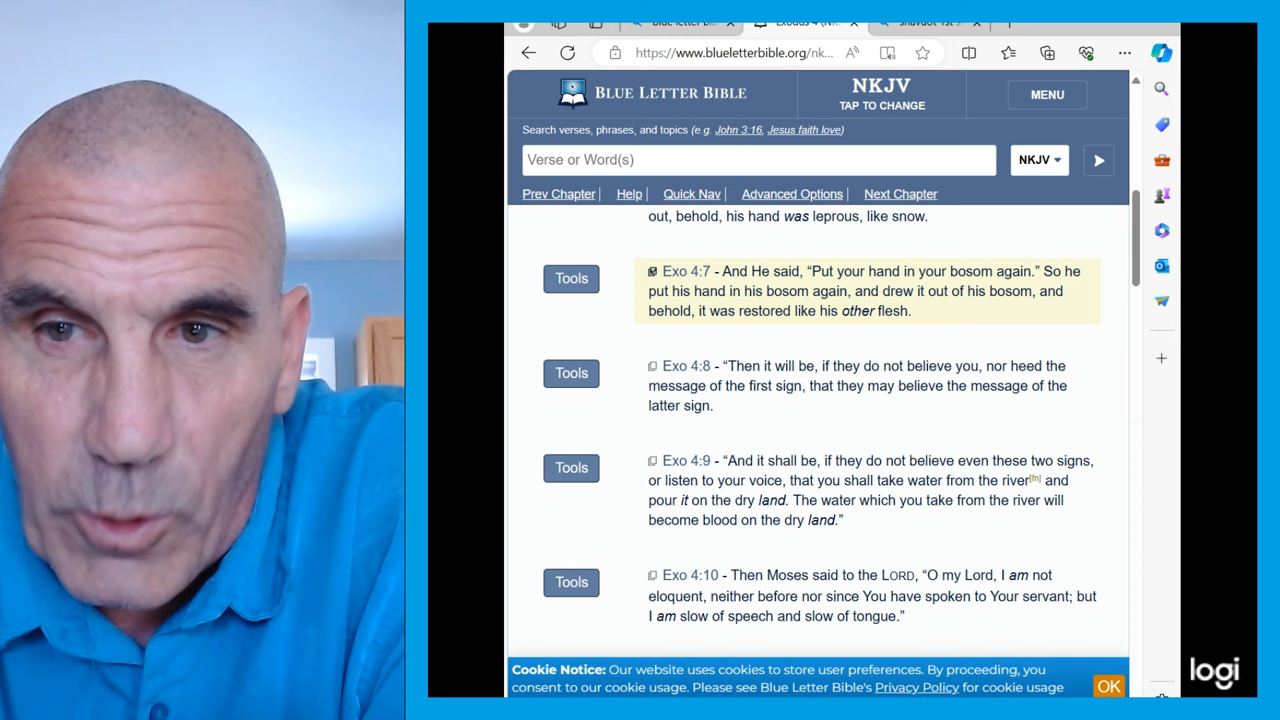 blue letter bib
Exodus 4 (NK
https://www.blueletterbible.org/nk...
BLUE LETTER BIBLE
NKJV
TAP TO CHANGE
MENU
Search verses, phrases, and topics (e.g. John 3:16, Jesus faith love)
Verse or Word(s)
NKJV
Prev Chapter
Help
Quick Nav
Advanced Options
Next Chapter
out, behold, his hand was leprous, like snow.
Tools
Exo 4:7 - And He said, “Put your hand in your bosom again.” So he
put his hand in his bosom again, and drew it out of his bosom, and
behold, it was restored like his other flesh.
Tools
Exo 4:8 - “Then it will be, if they do not believe you, nor heed the
message of the first sign, that they may believe the message of the
latter sign.
Tools
Exo 4:9 - “And it shall be, if they do not believe even these two signs,
or listen to your voice, that you shall take water from the river[fn] and
pour it on the dry land. The water which you take from the river will
become blood on the dry land.”
Tools
Exo 4:10 - Then Moses said to the LORD, “O my Lord, I am not
eloquent, neither before nor since You have spoken to Your servant; but
I am slow of speech and slow of tongue.”
Cookie Notice: Our website uses cookies to store user preferences. By proceeding, you
consent to our cookie usage. Please see Blue Letter Bible's Privacy Policy for cookie usage
OK
logi